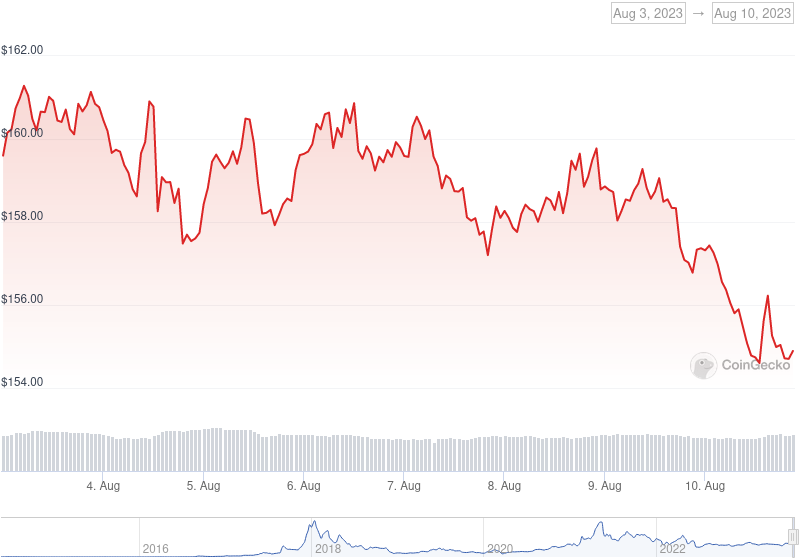 Aug 3, 2023 → Aug 10, 2023
$162.00
$160.00
$158.00
$156.00
$154.00
CoinGecko
4. Aug 5. Aug 6. Aug 7. Aug 8. Aug 9. Aug 10. Aug
2016 2018 2020 2022